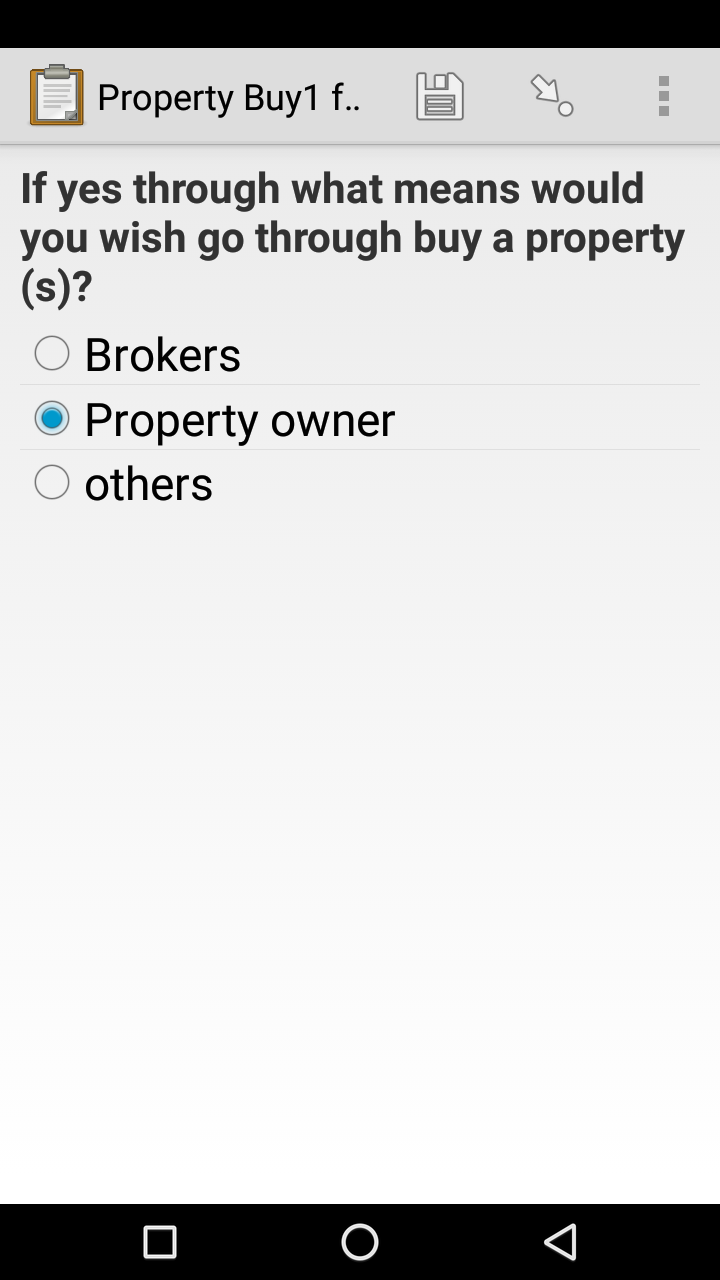 Property Buy1 f..
If yes through what means would
you wish go through buy a property
(s)?
Brokers
Property owner
others